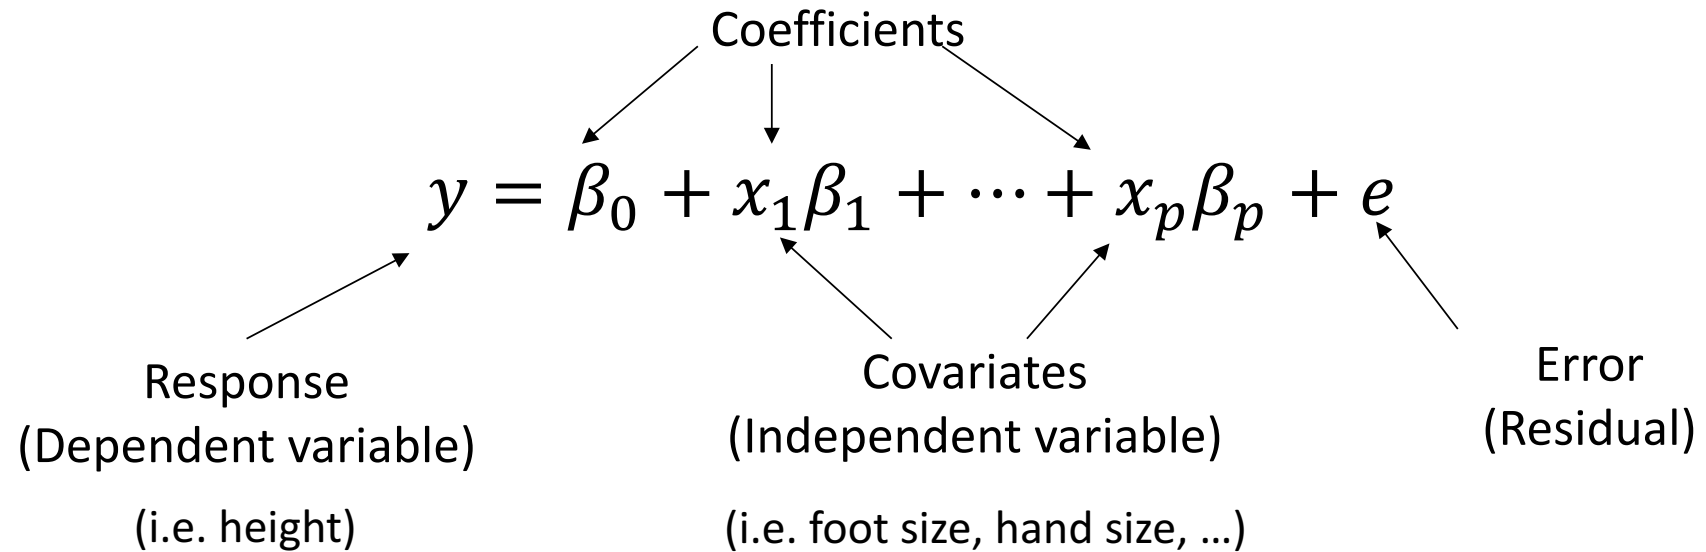 Coefficients
y = β₀ + x₁β₁ + ⋯ + xₚβₚ + e
Response
(Dependent variable)
(i.e. height)
Covariates
(Independent variable)
(i.e. foot size, hand size, …)
Error
(Residual)